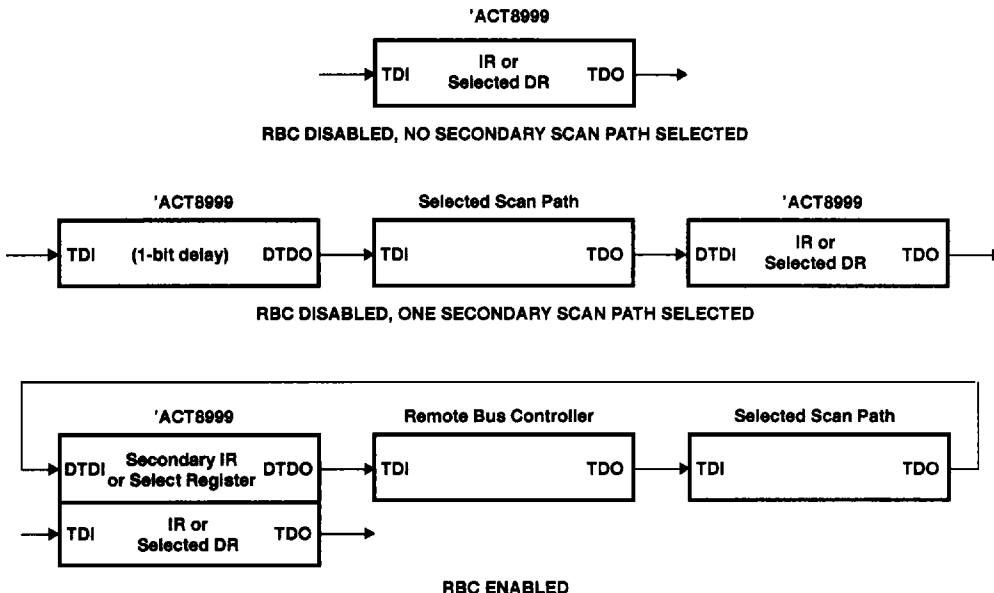 'ACT8999
TDI IR or Selected DR TDO
RBC DISABLED, NO SECONDARY SCAN PATH SELECTED
'ACT8999 Selected Scan Path 'ACT8999
TDI (1-bit delay) DTDO TDI TDO DTDI IR or Selected DR TDO
RBC DISABLED, ONE SECONDARY SCAN PATH SELECTED
'ACT8999 Remote Bus Controller Selected Scan Path
DTDI Secondary IR or Select Register DTDO TDI TDO TDI TDO
TDI IR or Selected DR TDO
RBC ENABLED